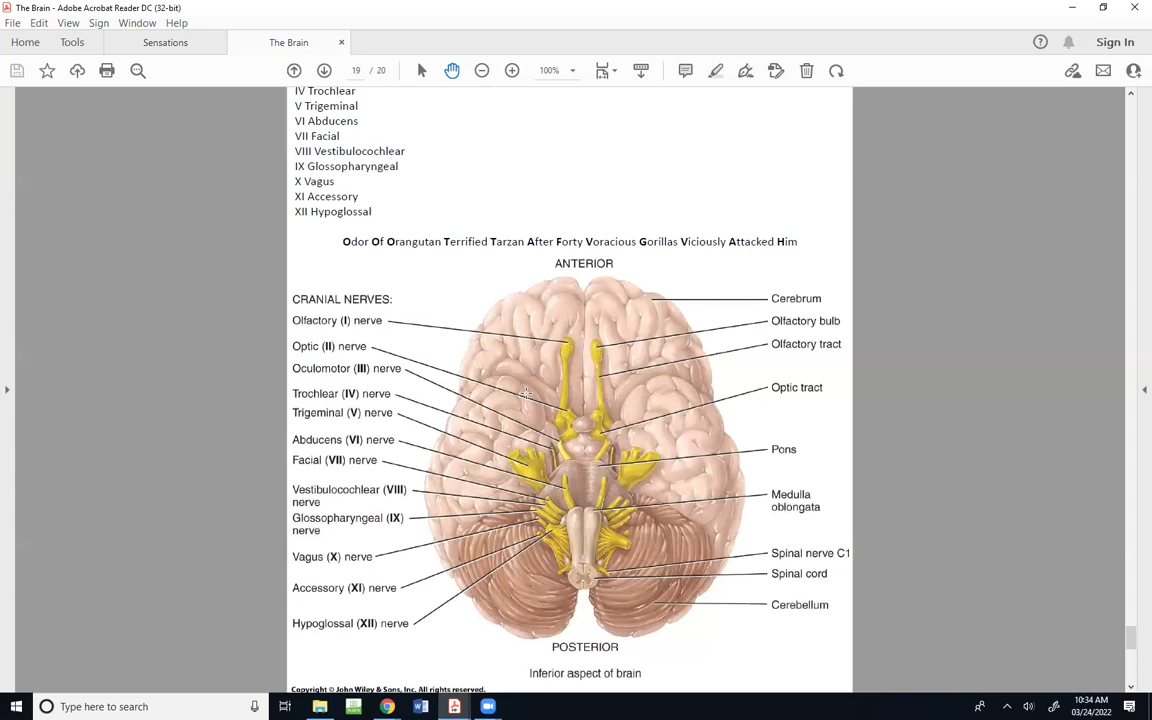 The Brain - Adobe Acrobat Reader DC (32-bit)
File Edit View Sign Window Help
Home Tools Sensations The Brain × Sign In
19 / 20 100%
IV Trochlear
V Trigeminal
VI Abducens
VII Facial
VIII Vestibulocochlear
IX Glossopharyngeal
X Vagus
XI Accessory
XII Hypoglossal
Odor Of Orangutan Terrified Tarzan After Forty Voracious Gorillas Viciously Attacked Him
ANTERIOR
CRANIAL NERVES:
Olfactory (I) nerve
Optic (II) nerve
Oculomotor (III) nerve
Trochlear (IV) nerve
Trigeminal (V) nerve
Abducens (VI) nerve
Facial (VII) nerve
Vestibulocochlear (VIII)
nerve
Glossopharyngeal (IX)
nerve
Vagus (X) nerve
Accessory (XI) nerve
Hypoglossal (XII) nerve
Cerebrum
Olfactory bulb
Olfactory tract
Optic tract
Pons
Medulla
oblongata
Spinal nerve C1
Spinal cord
Cerebellum
POSTERIOR
Inferior aspect of brain
Copyright © John Wiley & Sons, Inc. All rights reserved.
Type here to search
10:34 AM
03/24/2022